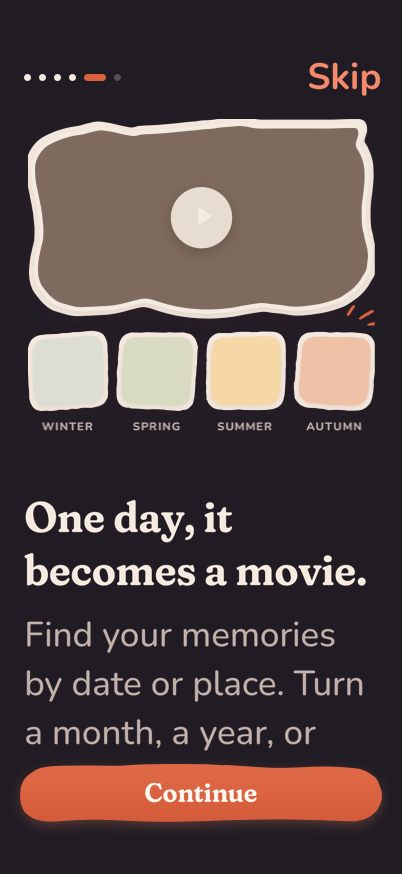 Skip
WINTER SPRING SUMMER AUTUMN
One day, it
becomes a movie.
Find your memories
by date or place. Turn
a month, a year, or
Continue